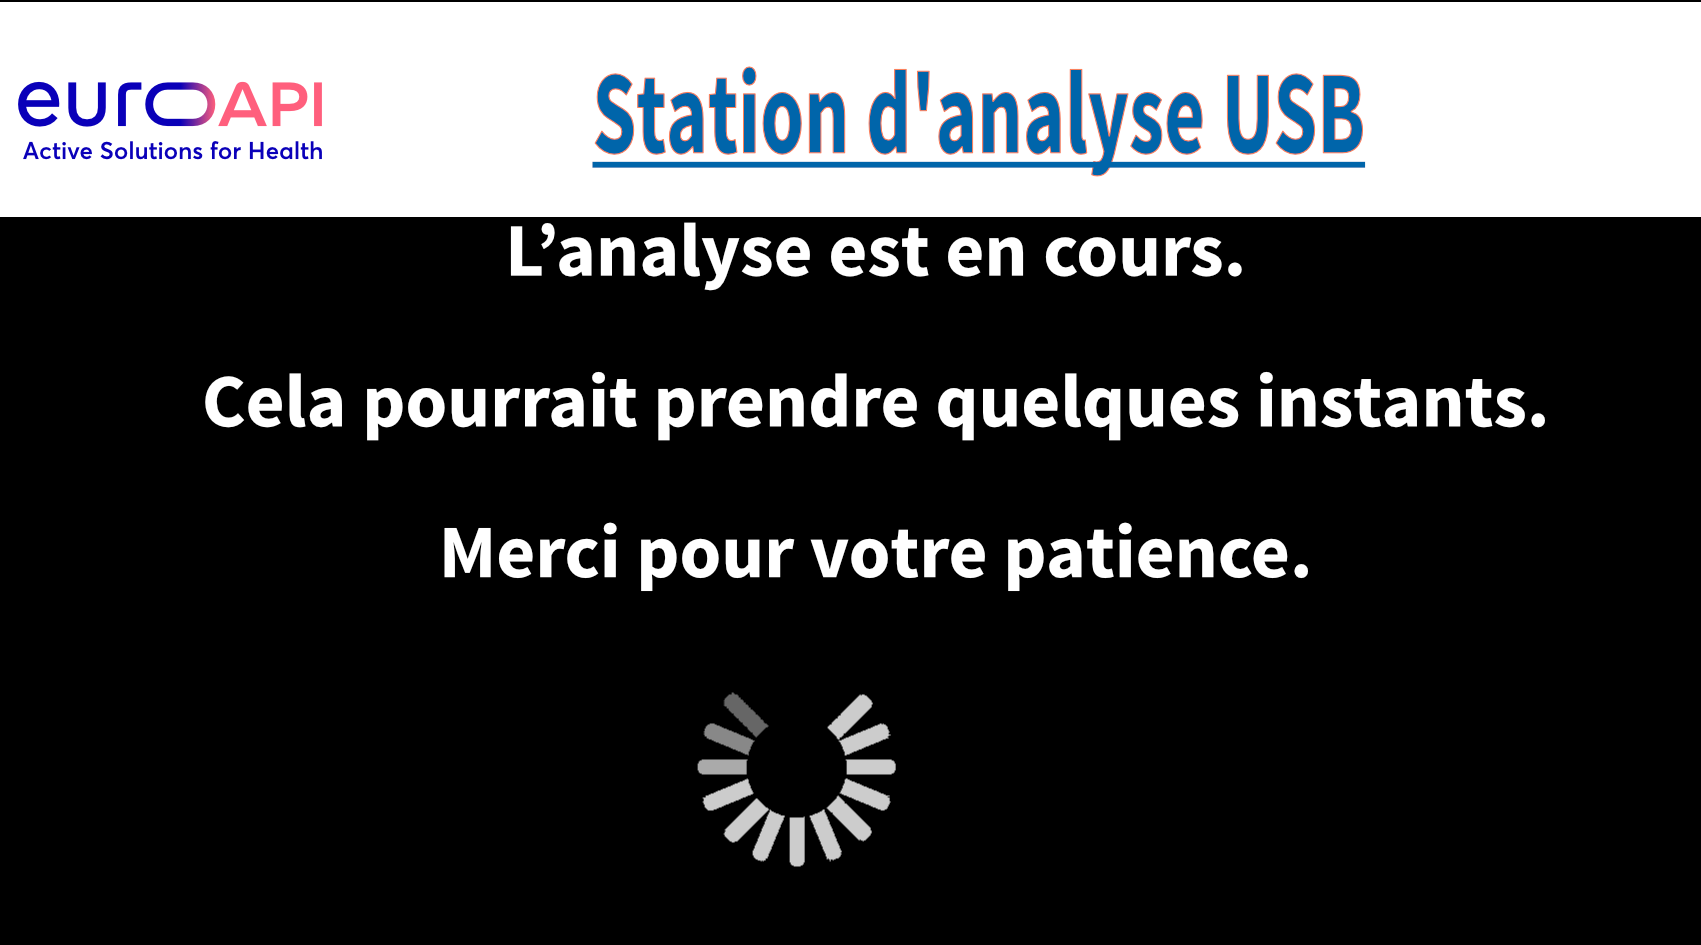 euroAPI
Active Solutions for Health
Station d'analyse USB
L’analyse est en cours.
Cela pourrait prendre quelques instants.
Merci pour votre patience.